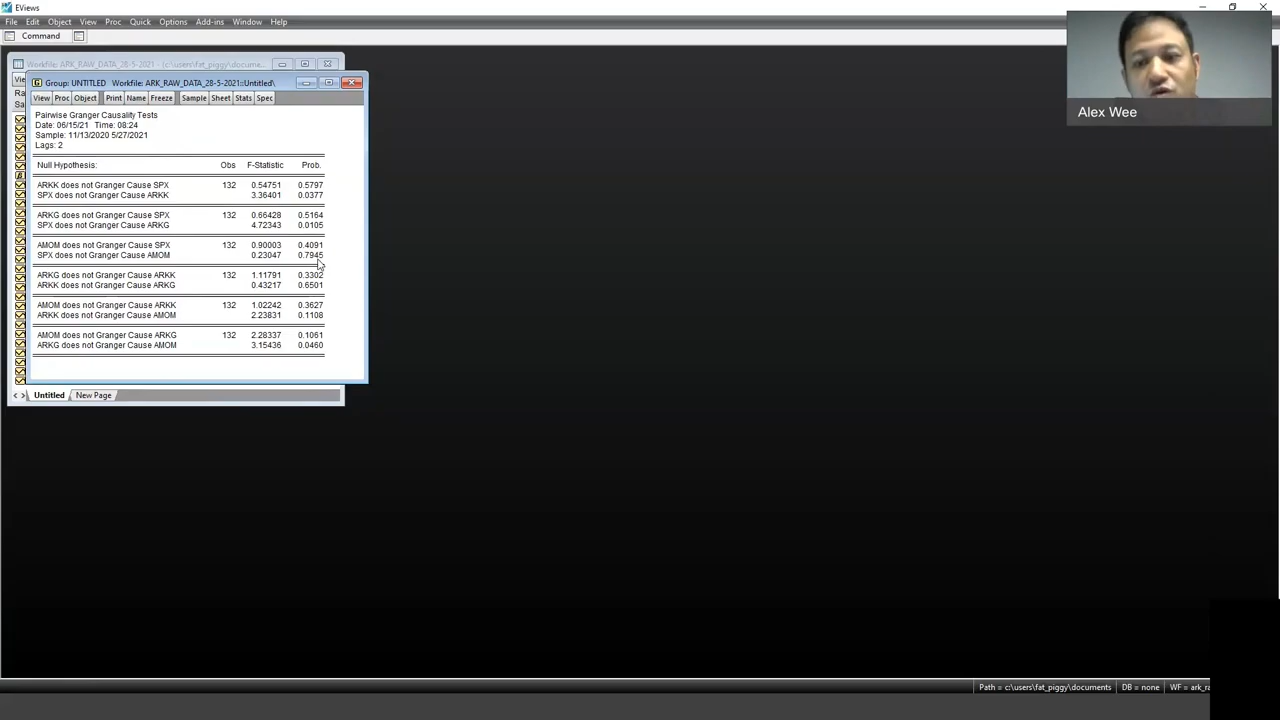 EViews
File Edit Object View Proc Quick Options Add-ins Window Help
Command
Workfile: ARK_RAW_DATA_28-5-2021 - (c:\users\fat_piggy\docume...
Group: UNTITLED Workfile: ARK_RAW_DATA_28-5-2021::Untitled\
View Proc Object Print Name Freeze Sample Sheet Stats Spec
Pairwise Granger Causality Tests
Date: 06/15/21 Time: 08:24
Sample: 11/13/2020 5/27/2021
Lags: 2
Null Hypothesis: Obs F-Statistic Prob.
ARKK does not Granger Cause SPX 132 0.54751 0.5797
SPX does not Granger Cause ARKK 3.36401 0.0377
ARKG does not Granger Cause SPX 132 0.66428 0.5164
SPX does not Granger Cause ARKG 4.72343 0.0105
AMOM does not Granger Cause SPX 132 0.90003 0.4091
SPX does not Granger Cause AMOM 0.23047 0.7945
ARKG does not Granger Cause ARKK 132 1.11791 0.3302
ARKK does not Granger Cause ARKG 0.43217 0.6501
AMOM does not Granger Cause ARKK 132 1.02242 0.3627
ARKK does not Granger Cause AMOM 2.23831 0.1108
AMOM does not Granger Cause ARKG 132 2.28337 0.1061
ARKG does not Granger Cause AMOM 3.15436 0.0460
Untitled New Page
Alex Wee
Path = c:\users\fat_piggy\documents DB = none WF = ark_ra